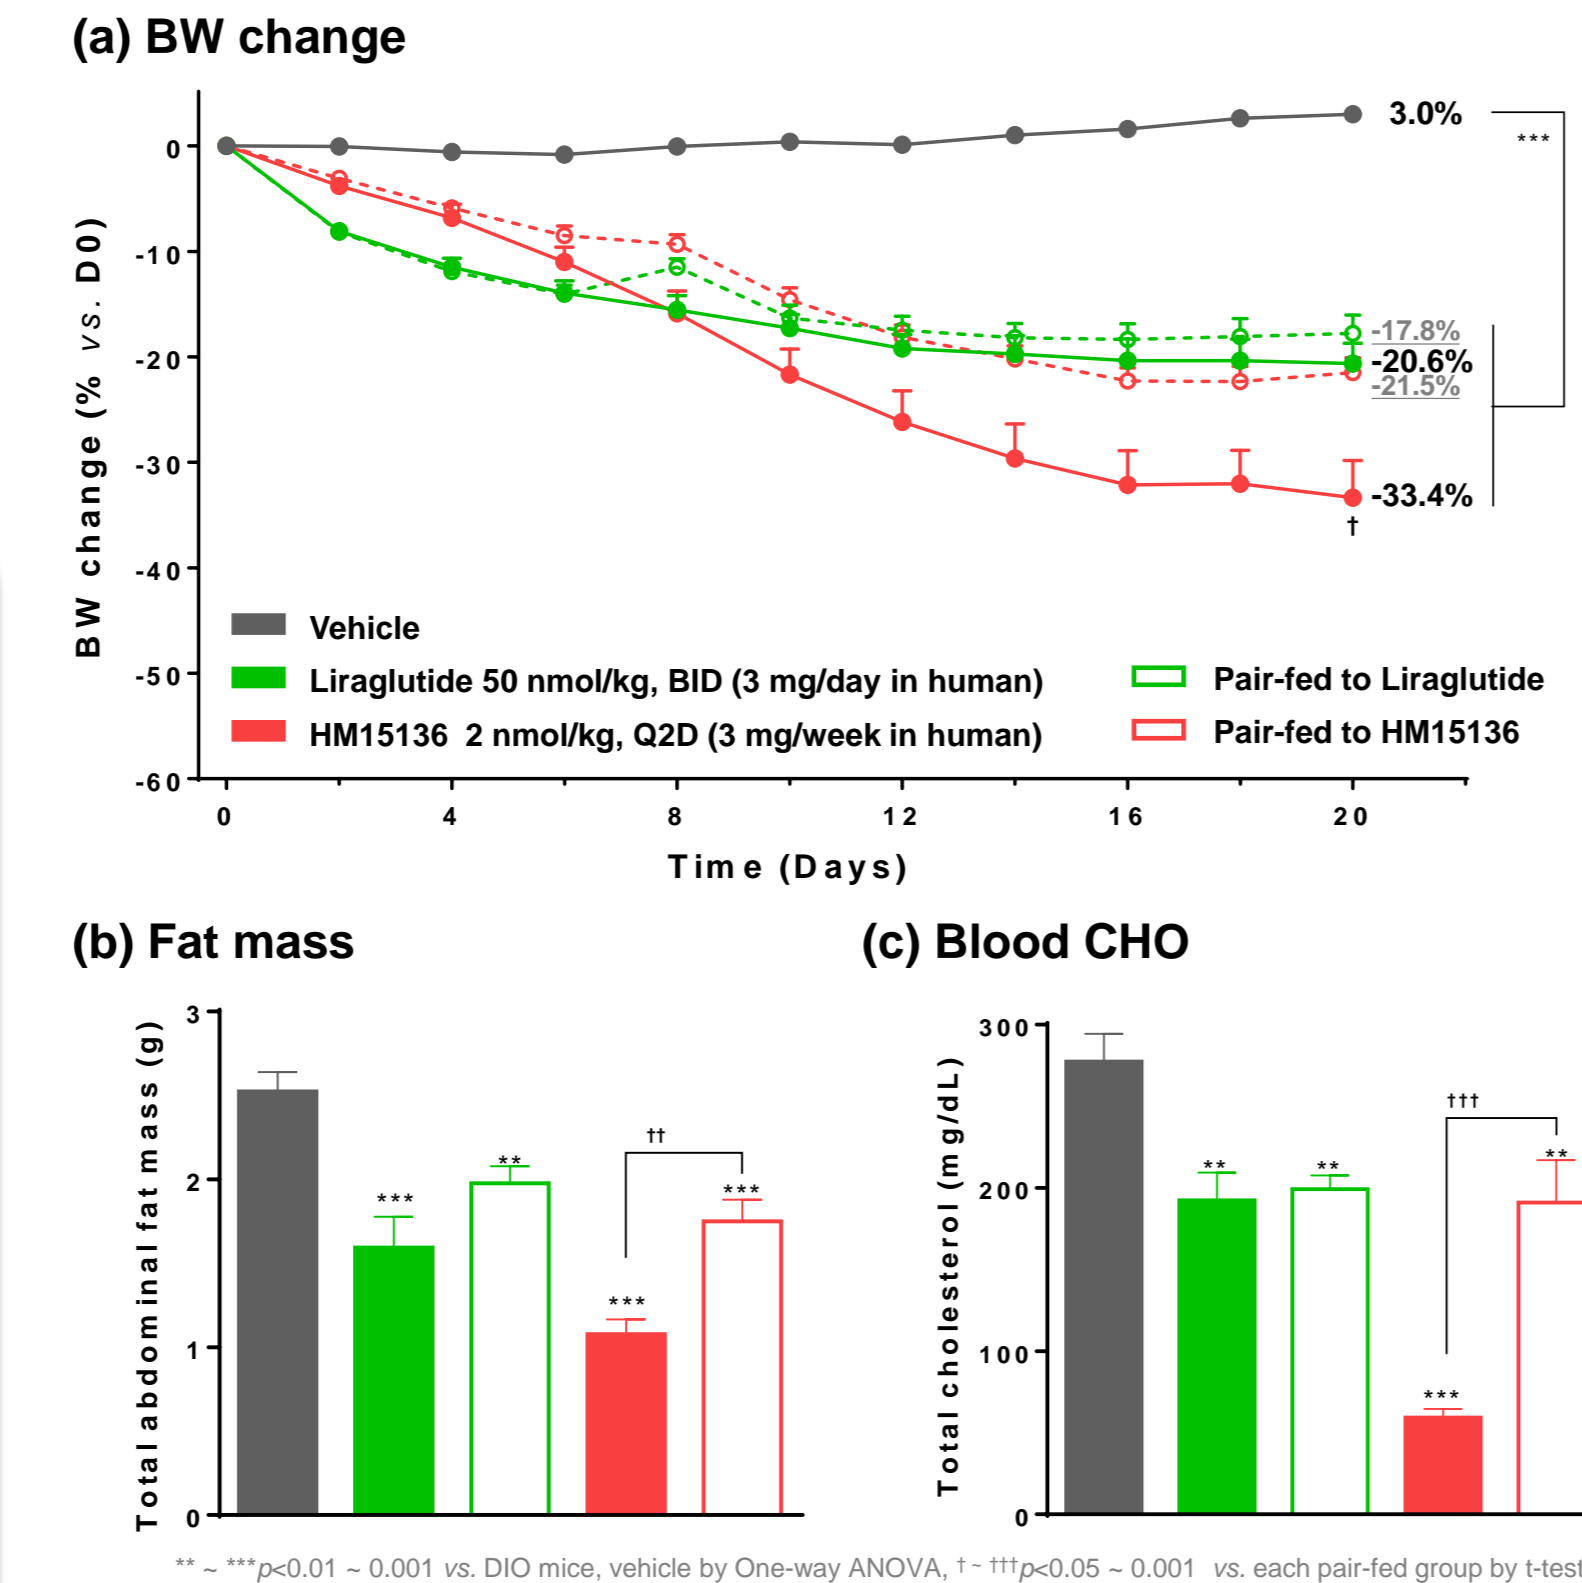 (a) BW change
BW change (% vs. D0)
0
-10
-20
-30
-40
-50
-60
3.0%
***
-17.8%
-20.6%
-21.5%
-33.4%
†
Vehicle
Liraglutide 50 nmol/kg, BID (3 mg/day in human)
Pair-fed to Liraglutide
HM15136 2 nmol/kg, Q2D (3 mg/week in human)
Pair-fed to HM15136
0 4 8 12 16 20
Time (Days)
(b) Fat mass
Total abdominal fat mass (g)
3
2
1
0
***
**
***
††
***
(c) Blood CHO
Total cholesterol (mg/dL)
300
200
100
0
**
**
***
†††
**
** ~ ***p<0.01 ~ 0.001 vs. DIO mice, vehicle by One-way ANOVA, † ~ †††p<0.05 ~ 0.001 vs. each pair-fed group by t-test